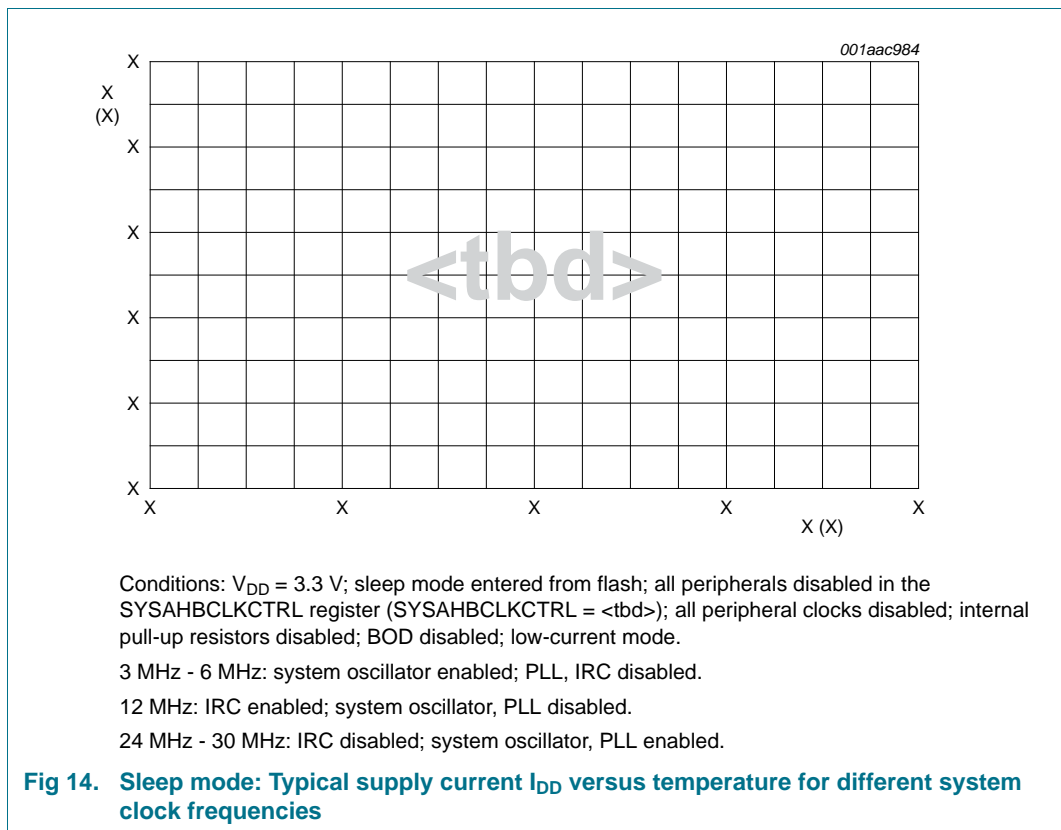 001aac984
X
X
(X)
X
X
<tbd>
X
X
X
X X X X X
X (X)
Conditions: VDD = 3.3 V; sleep mode entered from flash; all peripherals disabled in the
SYSAHBCLKCTRL register (SYSAHBCLKCTRL = <tbd>); all peripheral clocks disabled; internal
pull-up resistors disabled; BOD disabled; low-current mode.
3 MHz - 6 MHz: system oscillator enabled; PLL, IRC disabled.
12 MHz: IRC enabled; system oscillator, PLL disabled.
24 MHz - 30 MHz: IRC disabled; system oscillator, PLL enabled.
Fig 14. Sleep mode: Typical supply current IDD versus temperature for different system
clock frequencies